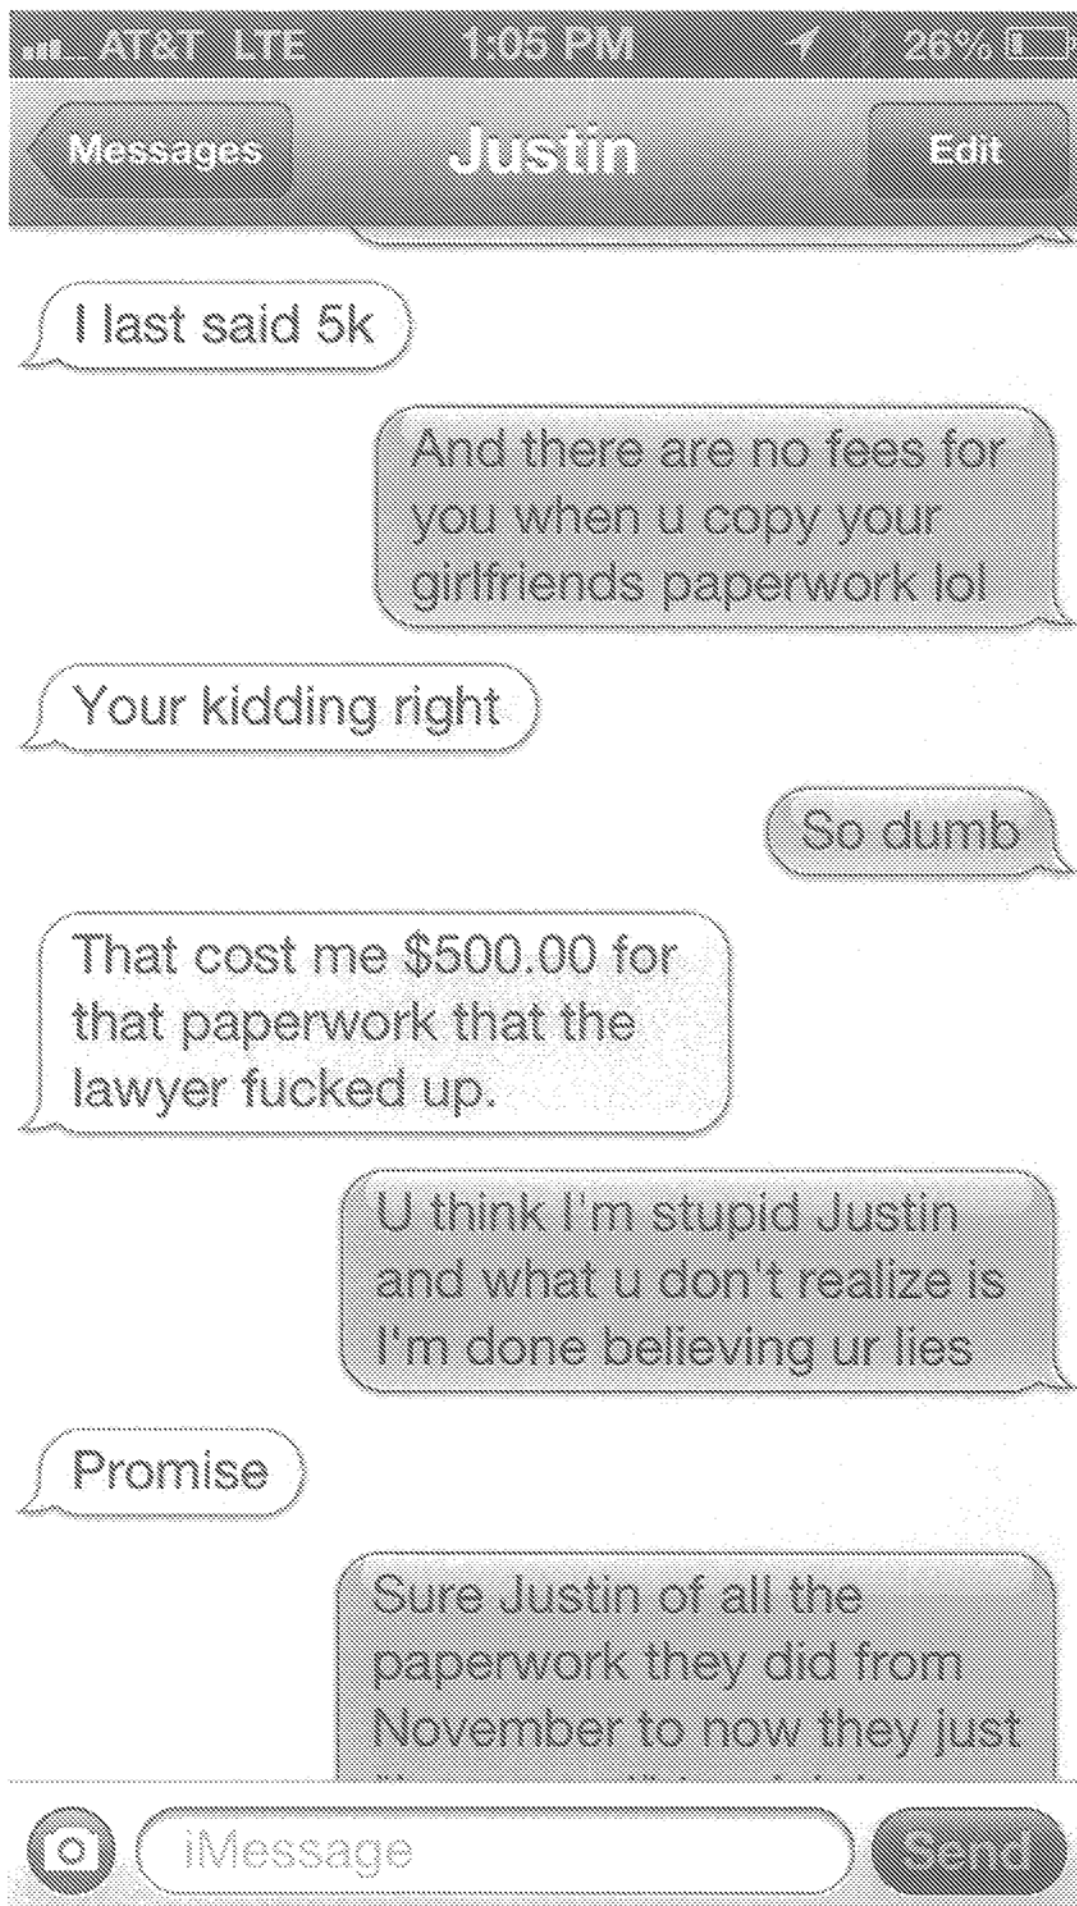 AT&T LTE 1:05 PM 26%
Messages Justin Edit
I last said 5k
And there are no fees for
you when u copy your
girlfriends paperwork lol
Your kidding right
So dumb
That cost me $500.00 for
that paperwork that the
lawyer fucked up.
U think I'm stupid Justin
and what u don't realize is
I'm done believing ur lies
Promise
Sure Justin of all the
paperwork they did from
November to now they just
iMessage Send